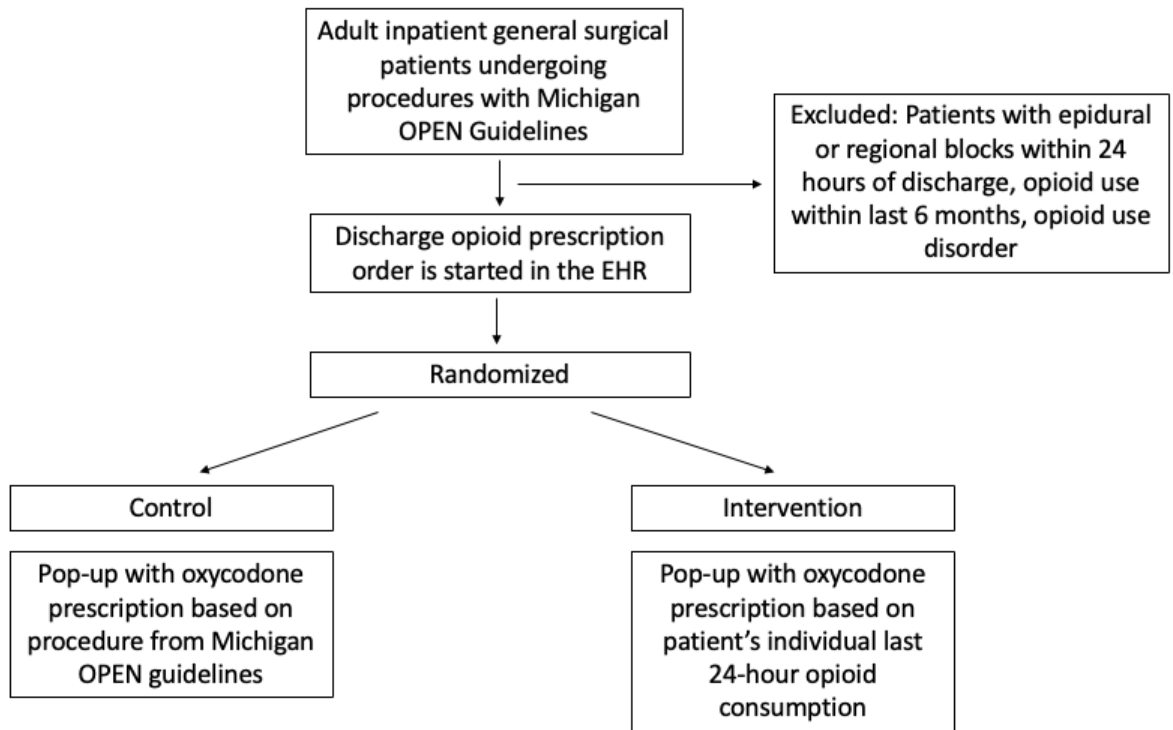 Adult inpatient general surgical
patients undergoing
procedures with Michigan
OPEN Guidelines
Excluded: Patients with epidural
or regional blocks within 24
hours of discharge, opioid use
within last 6 months, opioid use
disorder
Discharge opioid prescription
order is started in the EHR
Randomized
Control
Pop-up with oxycodone
prescription based on
procedure from Michigan
OPEN guidelines
Intervention
Pop-up with oxycodone
prescription based on
patient’s individual last
24-hour opioid
consumption